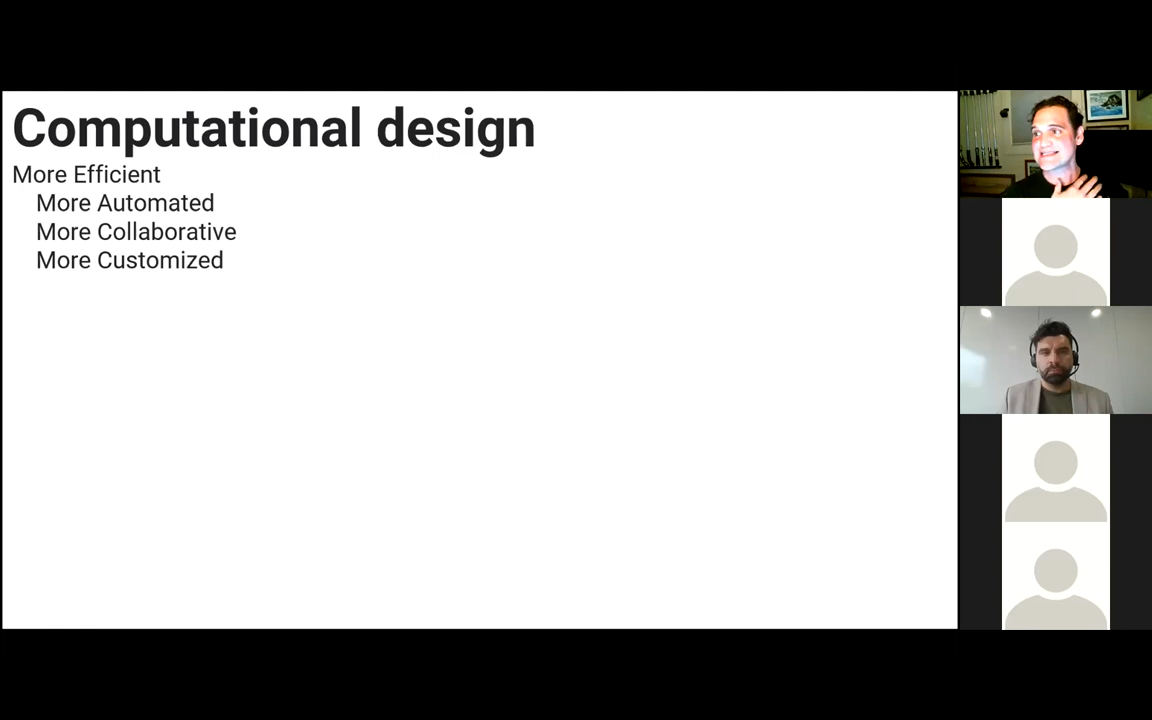 Computational design
More Efficient
More Automated
More Collaborative
More Customized